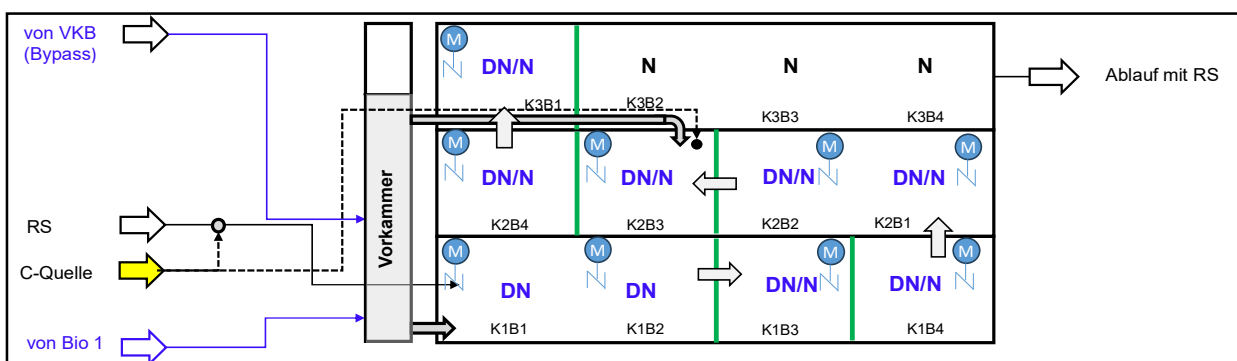 von VKB
(Bypass)
RS
C-Quelle
von Bio 1
Vorkammer
M
DN/N
N
N
N
K3B1
K3B2
K3B3
K3B4
Ablauf mit RS
M
M
M
M
DN/N
DN/N
DN/N
DN/N
K2B4
K2B3
K2B2
K2B1
M
M
M
M
DN
DN
DN/N
DN/N
K1B1
K1B2
K1B3
K1B4